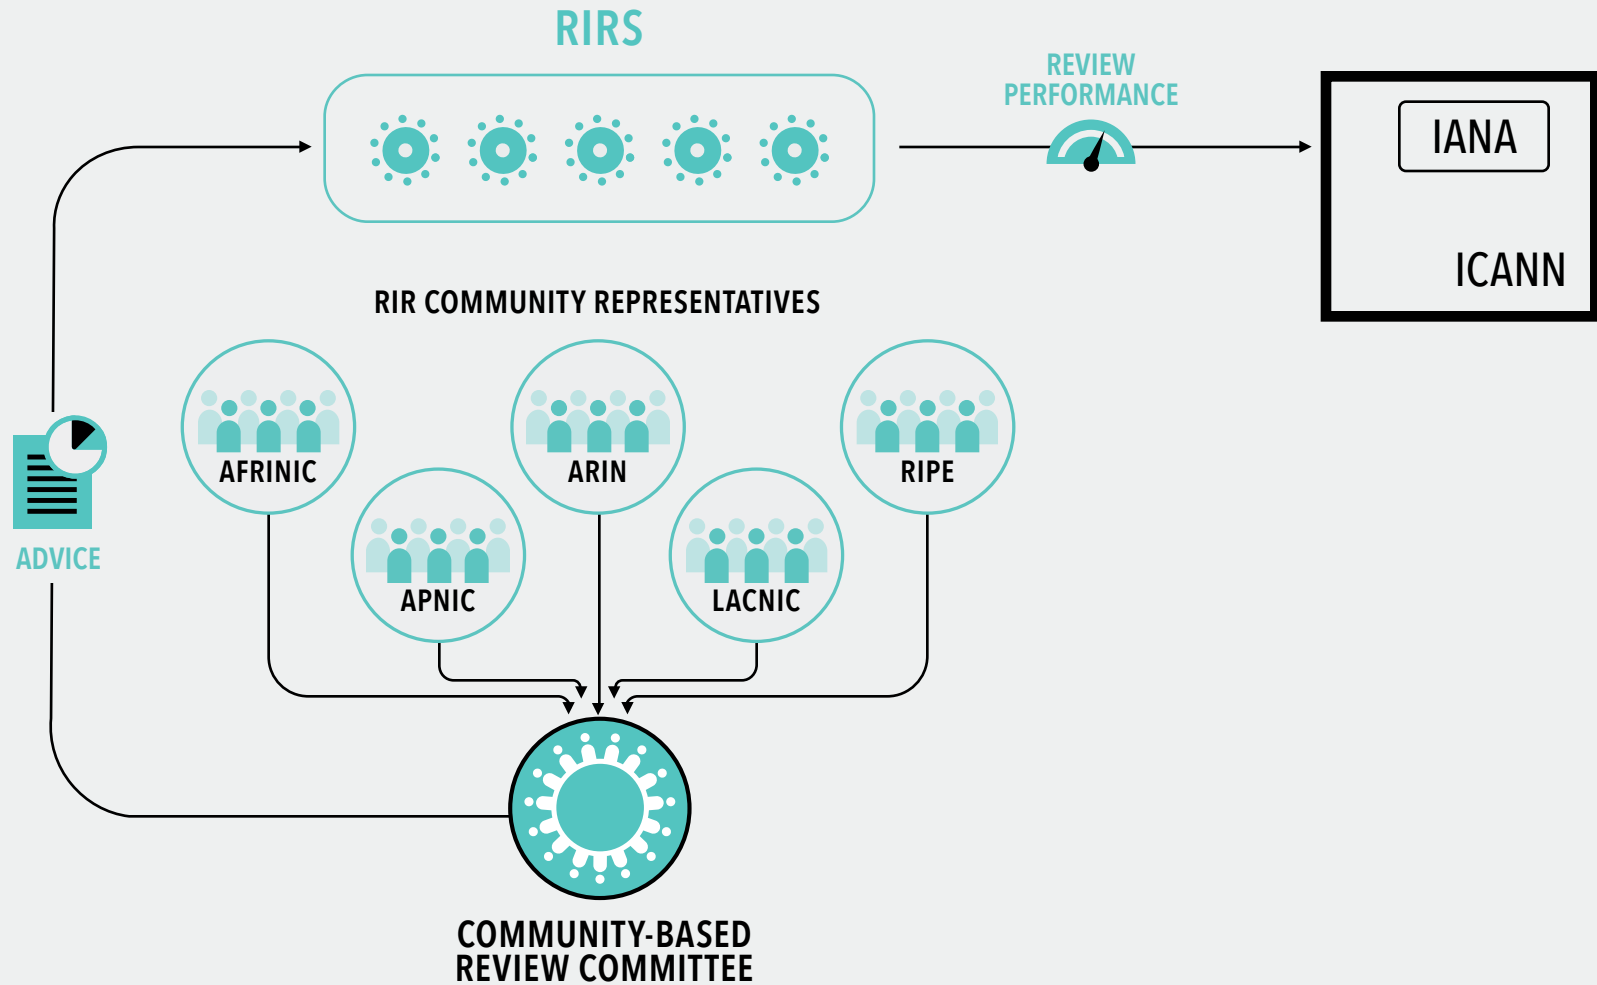 RIRS
REVIEW
PERFORMANCE
IANA
ICANN
RIR COMMUNITY REPRESENTATIVES
AFRINIC
ARIN
RIPE
APNIC
LACNIC
ADVICE
COMMUNITY-BASED
REVIEW COMMITTEE